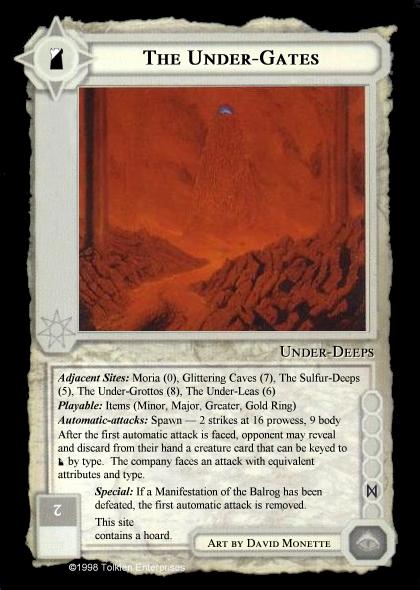 THE UNDER-GATES
UNDER-DEEPS
Adjacent Sites: Moria (0), Glittering Caves (7), The Sulfur-Deeps
(5), The Under-Grottos (8), The Under-Leas (6)
Playable: Items (Minor, Major, Greater, Gold Ring)
Automatic-attacks: Spawn — 2 strikes at 16 prowess, 9 body
After the first automatic attack is faced, opponent may reveal
and discard from their hand a creature card that can be keyed to
by type. The company faces an attack with equivalent
attributes and type.
Special: If a Manifestation of the Balrog has been
defeated, the first automatic attack is removed.
This site
contains a hoard.
2
ART BY DAVID MONETTE
©1998 Tolkien Enterprises